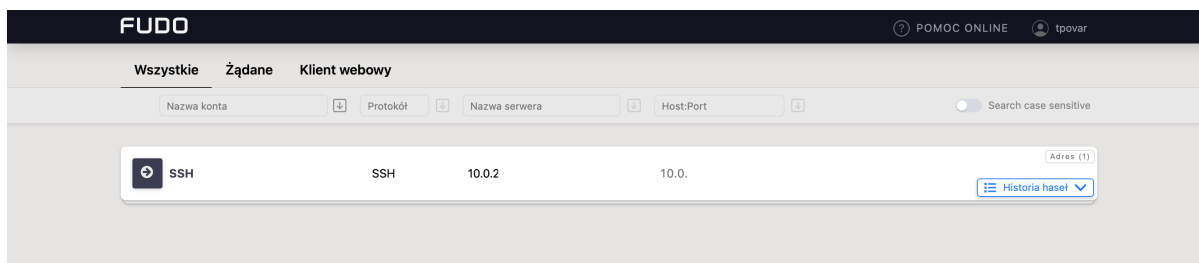 FUDO
? POMOC ONLINE tpovar
Wszystkie Żądane Klient webowy
Nazwa konta Protokół Nazwa serwera Host:Port Search case sensitive
Adres (1)
SSH SSH 10.0.2 10.0.
Historia haseł